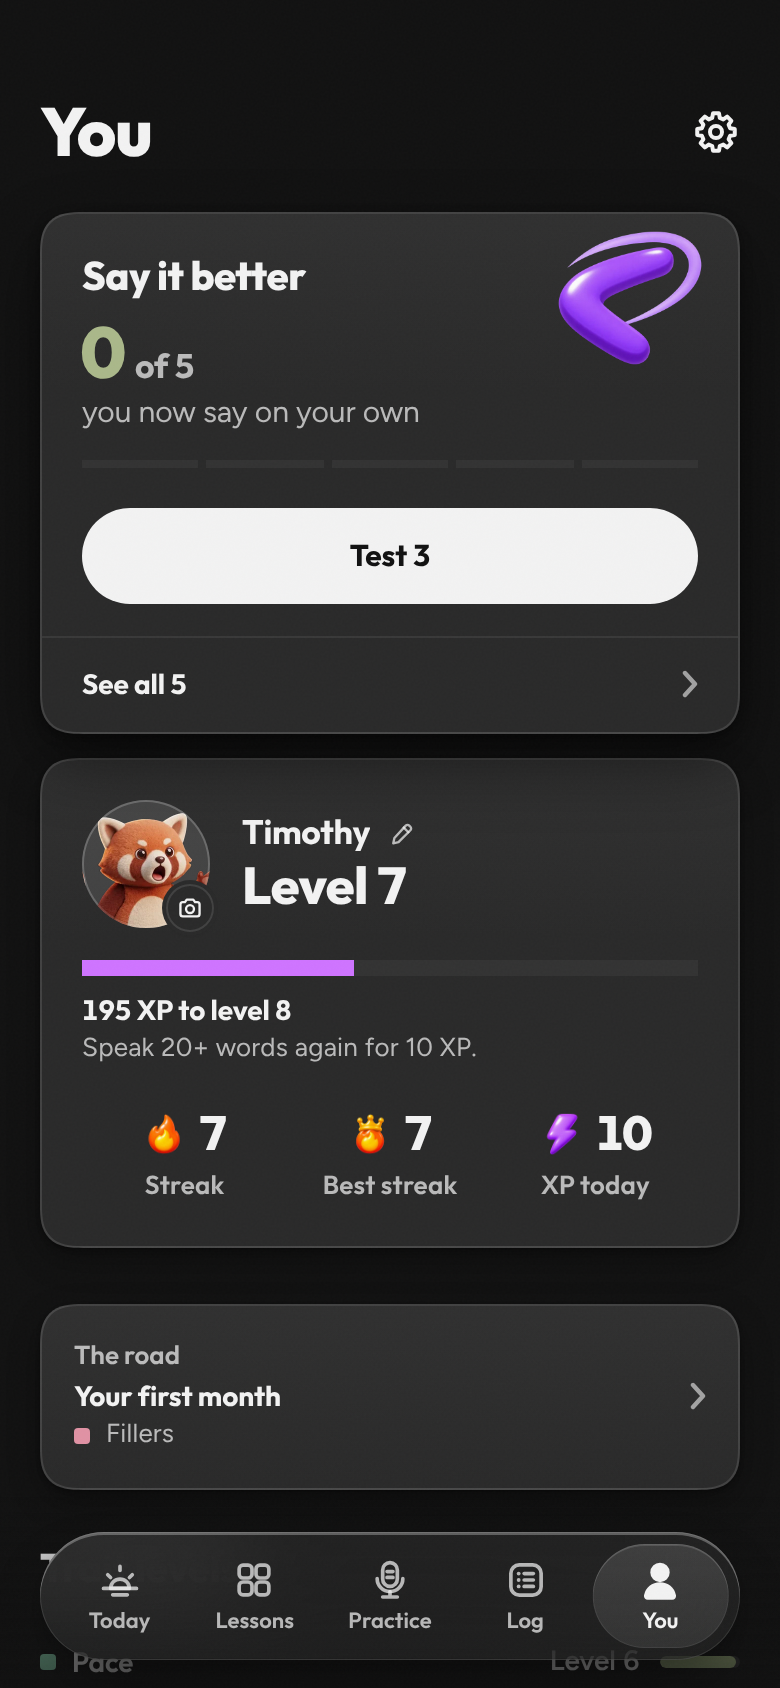 You
Say it better
0 of 5
you now say on your own
Test 3
See all 5
Timothy
Level 7
195 XP to level 8
Speak 20+ words again for 10 XP.
7
Streak
7
Best streak
10
XP today
The road
Your first month
Fillers
Today
Lessons
Practice
Log
You
Pace
Level 6